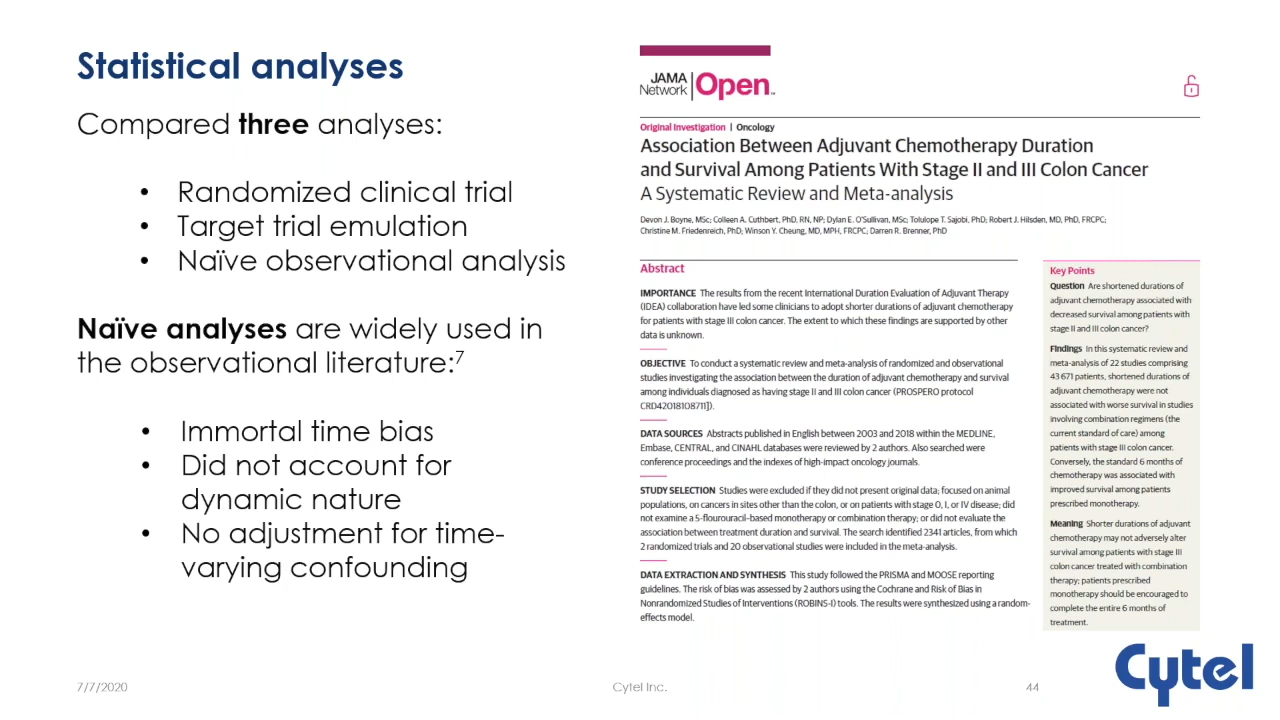 Statistical analyses
Compared three analyses:
• Randomized clinical trial
• Target trial emulation
• Naïve observational analysis
Naïve analyses are widely used in
the observational literature:7
• Immortal time bias
• Did not account for
dynamic nature
• No adjustment for time-
varying confounding
JAMA
Network | Open™
Original Investigation | Oncology
Association Between Adjuvant Chemotherapy Duration
and Survival Among Patients With Stage II and III Colon Cancer
A Systematic Review and Meta-analysis
Devon J. Boyne, MSc; Colleen A. Cuthbert, PhD, RN, NP; Dylan E. O'Sullivan, MSc; Tolulope T. Sajobi, PhD; Robert J. Hilsden, MD, PhD, FRCPC;
Christine M. Friedenreich, PhD; Winson Y. Cheung, MD, MPH, FRCPC; Darren R. Brenner, PhD
Abstract
IMPORTANCE The results from the recent International Duration Evaluation of Adjuvant Therapy
(IDEA) collaboration have led some clinicians to adopt shorter durations of adjuvant chemotherapy
for patients with stage III colon cancer. The extent to which these findings are supported by other
data is unknown.
OBJECTIVE To conduct a systematic review and meta-analysis of randomized and observational
studies investigating the association between the duration of adjuvant chemotherapy and survival
among individuals diagnosed as having stage II and III colon cancer (PROSPERO protocol
CRD42018108711]).
DATA SOURCES Abstracts published in English between 2003 and 2018 within the MEDLINE,
Embase, CENTRAL, and CINAHL databases were reviewed by 2 authors. Also searched were
conference proceedings and the indexes of high-impact oncology journals.
STUDY SELECTION Studies were excluded if they did not present original data; focused on animal
populations, on cancers in sites other than the colon, or on patients with stage 0, I, or IV disease; did
not examine a 5-flourouracil–based monotherapy or combination therapy; or did not evaluate the
association between treatment duration and survival. The search identified 2341 articles, from which
2 randomized trials and 20 observational studies were included in the meta-analysis.
DATA EXTRACTION AND SYNTHESIS This study followed the PRISMA and MOOSE reporting
guidelines. The risk of bias was assessed by 2 authors using the Cochrane and Risk of Bias in
Nonrandomized Studies of Interventions (ROBINS-I) tools. The results were synthesized using a random-
effects model.
Key Points
Question Are shortened durations of
adjuvant chemotherapy associated with
decreased survival among patients with
stage II and III colon cancer?
Findings In this systematic review and
meta-analysis of 22 studies comprising
43 671 patients, shortened durations of
adjuvant chemotherapy were not
associated with worse survival in studies
involving combination regimens (the
current standard of care) among
patients with stage III colon cancer.
Conversely, the standard 6 months of
chemotherapy was associated with
improved survival among patients
prescribed monotherapy.
Meaning Shorter durations of adjuvant
chemotherapy may not adversely alter
survival among patients with stage III
colon cancer treated with combination
therapy; patients prescribed
monotherapy should be encouraged to
complete the entire 6 months of
treatment.
7/7/2020
Cytel Inc.
44
Cytel